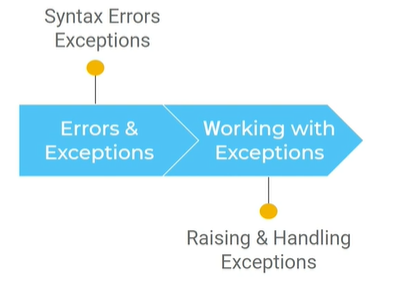 Syntax Errors
Exceptions
Errors &
Exceptions
Working with
Exceptions
Raising & Handling
Exceptions